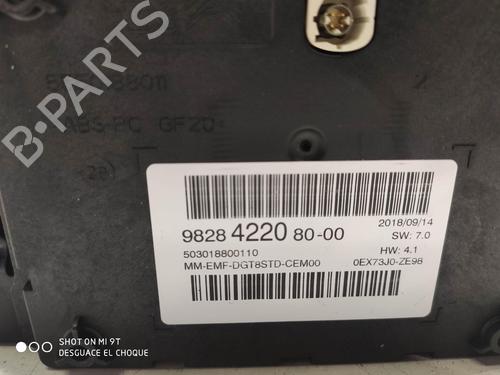 ABS-PC GF20
9828 4220 80-00
2018/09/14
SW: 7.0
503018800110
HW: 4.1
MM-EMF-DGT8STD-CEM00
0EX73J0-ZE98
SHOT ON MI 9T
DESGUACE EL CHOQUE